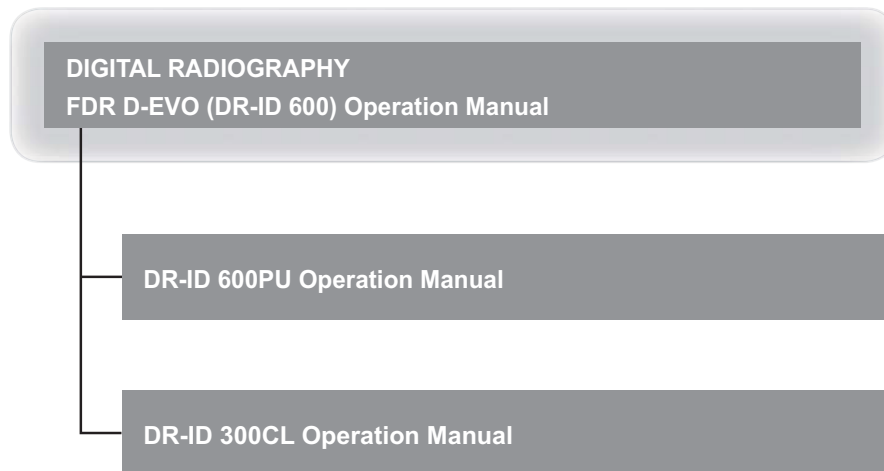 DIGITAL RADIOGRAPHY
FDR D-EVO (DR-ID 600) Operation Manual
DR-ID 600PU Operation Manual
DR-ID 300CL Operation Manual